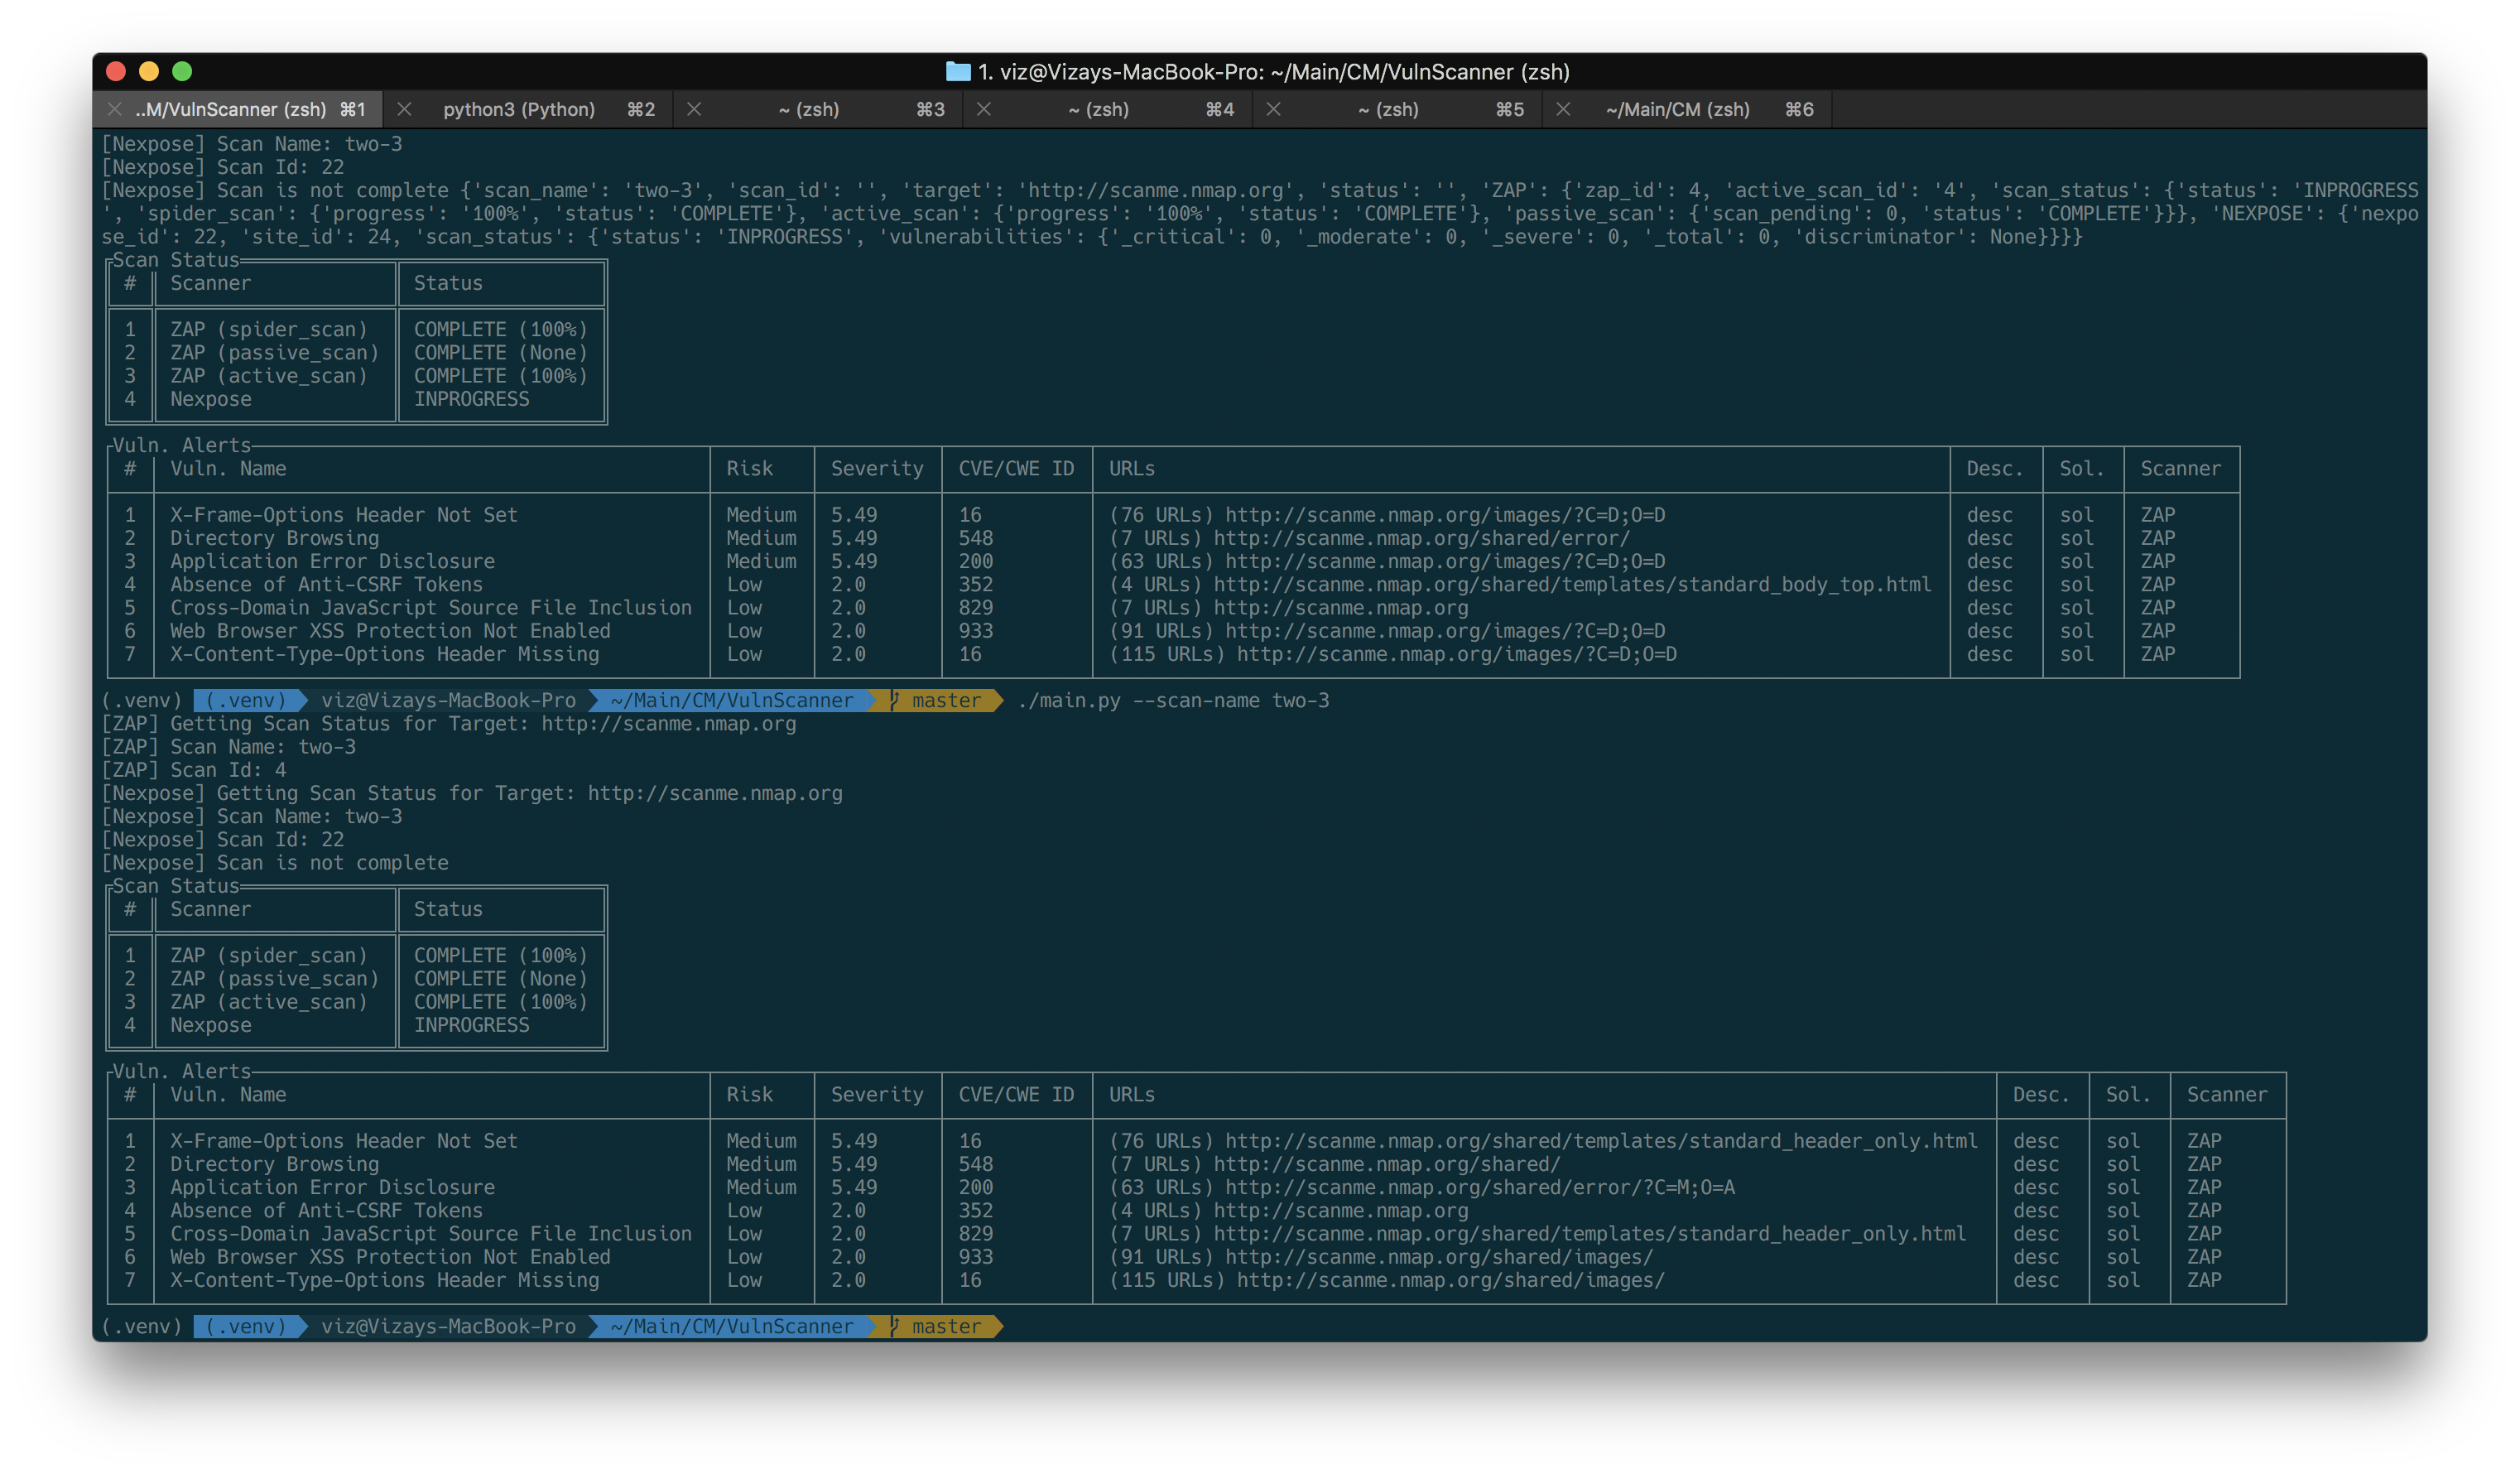 1. viz@Vizays-MacBook-Pro: ~/Main/CM/VulnScanner (zsh)
..M/VulnScanner (zsh) ⌘1 python3 (Python) ⌘2 ~ (zsh) ⌘3 ~ (zsh) ⌘4 ~ (zsh) ⌘5 ~/Main/CM (zsh) ⌘6
[Nexpose] Scan Name: two-3
[Nexpose] Scan Id: 22
[Nexpose] Scan is not complete {'scan_name': 'two-3', 'scan_id': '', 'target': 'http://scanme.nmap.org', 'status': '', 'ZAP': {'zap_id': 4, 'active_scan_id': '4', 'scan_status': {'status': 'INPROGRESS
', 'spider_scan': {'progress': '100%', 'status': 'COMPLETE'}, 'active_scan': {'progress': '100%', 'status': 'COMPLETE'}, 'passive_scan': {'scan_pending': 0, 'status': 'COMPLETE'}}}, 'NEXPOSE': {'nexpo
se_id': 22, 'site_id': 24, 'scan_status': {'status': 'INPROGRESS', 'vulnerabilities': {'_critical': 0, '_moderate': 0, '_severe': 0, '_total': 0, 'discriminator': None}}}}
Scan Status
# Scanner Status
1 ZAP (spider_scan) COMPLETE (100%)
2 ZAP (passive_scan) COMPLETE (None)
3 ZAP (active_scan) COMPLETE (100%)
4 Nexpose INPROGRESS
Vuln. Alerts
# Vuln. Name Risk Severity CVE/CWE ID URLs Desc. Sol. Scanner
1 X-Frame-Options Header Not Set Medium 5.49 16 (76 URLs) http://scanme.nmap.org/images/?C=D;O=D desc sol ZAP
2 Directory Browsing Medium 5.49 548 (7 URLs) http://scanme.nmap.org/shared/error/ desc sol ZAP
3 Application Error Disclosure Medium 5.49 200 (63 URLs) http://scanme.nmap.org/images/?C=D;O=D desc sol ZAP
4 Absence of Anti-CSRF Tokens Low 2.0 352 (4 URLs) http://scanme.nmap.org/shared/templates/standard_body_top.html desc sol ZAP
5 Cross-Domain JavaScript Source File Inclusion Low 2.0 829 (7 URLs) http://scanme.nmap.org desc sol ZAP
6 Web Browser XSS Protection Not Enabled Low 2.0 933 (91 URLs) http://scanme.nmap.org/images/?C=D;O=D desc sol ZAP
7 X-Content-Type-Options Header Missing Low 2.0 16 (115 URLs) http://scanme.nmap.org/images/?C=D;O=D desc sol ZAP
(.venv) (.venv) viz@Vizays-MacBook-Pro ~/Main/CM/VulnScanner master ./main.py --scan-name two-3
[ZAP] Getting Scan Status for Target: http://scanme.nmap.org
[ZAP] Scan Name: two-3
[ZAP] Scan Id: 4
[Nexpose] Getting Scan Status for Target: http://scanme.nmap.org
[Nexpose] Scan Name: two-3
[Nexpose] Scan Id: 22
[Nexpose] Scan is not complete
Scan Status
# Scanner Status
1 ZAP (spider_scan) COMPLETE (100%)
2 ZAP (passive_scan) COMPLETE (None)
3 ZAP (active_scan) COMPLETE (100%)
4 Nexpose INPROGRESS
Vuln. Alerts
# Vuln. Name Risk Severity CVE/CWE ID URLs Desc. Sol. Scanner
1 X-Frame-Options Header Not Set Medium 5.49 16 (76 URLs) http://scanme.nmap.org/shared/templates/standard_header_only.html desc sol ZAP
2 Directory Browsing Medium 5.49 548 (7 URLs) http://scanme.nmap.org/shared/ desc sol ZAP
3 Application Error Disclosure Medium 5.49 200 (63 URLs) http://scanme.nmap.org/shared/error/?C=M;O=A desc sol ZAP
4 Absence of Anti-CSRF Tokens Low 2.0 352 (4 URLs) http://scanme.nmap.org desc sol ZAP
5 Cross-Domain JavaScript Source File Inclusion Low 2.0 829 (7 URLs) http://scanme.nmap.org/shared/templates/standard_header_only.html desc sol ZAP
6 Web Browser XSS Protection Not Enabled Low 2.0 933 (91 URLs) http://scanme.nmap.org/shared/images/ desc sol ZAP
7 X-Content-Type-Options Header Missing Low 2.0 16 (115 URLs) http://scanme.nmap.org/shared/images/ desc sol ZAP
(.venv) (.venv) viz@Vizays-MacBook-Pro ~/Main/CM/VulnScanner master